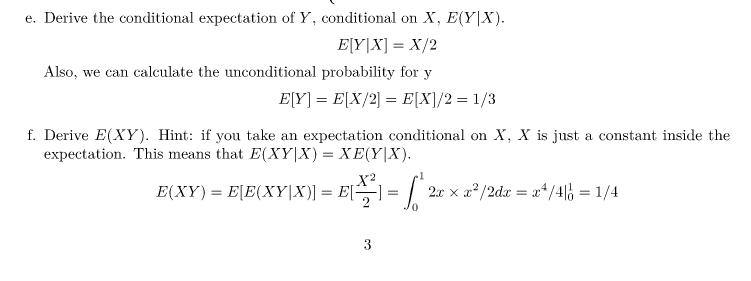 e. Derive the conditional expectation of Y, conditional on X, E(Y|X).
E[Y|X] = X/2
Also, we can calculate the unconditional probability for y
E[Y] = E[X/2] = E[X]/2 = 1/3
f. Derive E(XY). Hint: if you take an expectation conditional on X, X is just a constant inside the
expectation. This means that E(XY|X) = XE(Y|X).
E(XY) = E[E(XY|X)] = E[X²/2] = ∫₀¹ 2x × x²/2dx = x⁴/4|₀¹ = 1/4
3